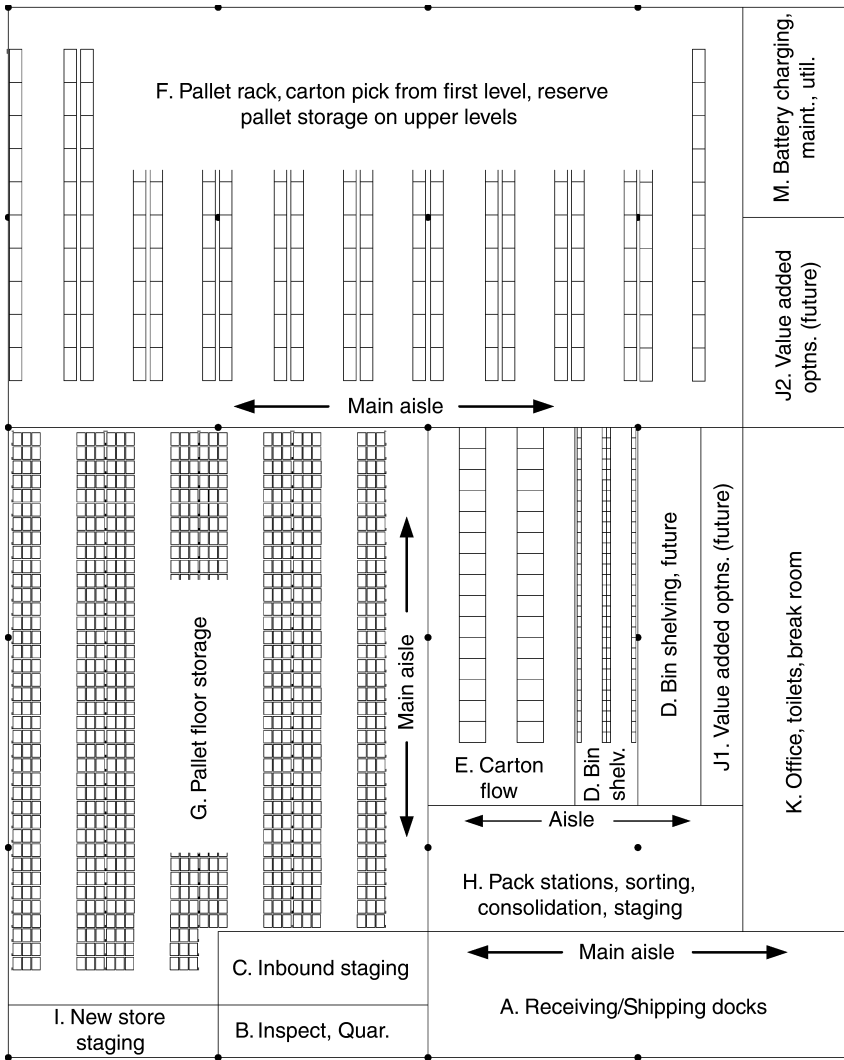 F. Pallet rack, carton pick from first level, reserve
pallet storage on upper levels
M. Battery charging,
maint., util.
J2. Value added
optns. (future)
Main aisle
G. Pallet floor storage
Main aisle
E. Carton
flow
D. Bin
shelv.
D. Bin shelving, future
J1. Value added optns. (future)
K. Office, toilets, break room
Aisle
H. Pack stations, sorting,
consolidation, staging
C. Inbound staging
Main aisle
A. Receiving/Shipping docks
I. New store
staging
B. Inspect, Quar.